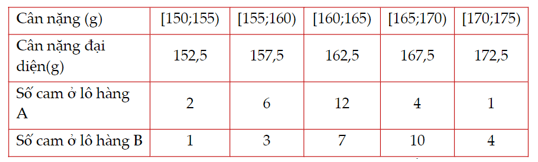 Cân nặng (g) [150;155) [155;160) [160;165) [165;170) [170;175)
Cân nặng đại
diện(g) 152,5 157,5 162,5 167,5 172,5
Số cam ở lô hàng
A 2 6 12 4 1
Số cam ở lô hàng B 1 3 7 10 4